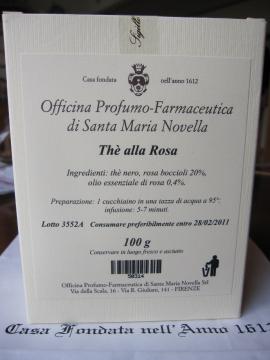 Sigilli
Casa fondata nell'anno 1612
Officina Profumo-Farmaceutica
di Santa Maria Novella
Thè alla Rosa
Ingredienti: thè nero, rosa boccioli 20%,
olio essenziale di rosa 0,4%.
Preparazione: 1 cucchiaino in una tazza di acqua a 95°;
infusione: 5-7 minuti.
Lotto 3552A Consumare preferibilmente entro 28/02/2011
100 g
Conservare in luogo fresco e asciutto
50314
Officina Profumo-Farmaceutica di Santa Maria Novella Srl
Via della Scala, 16 - Via R. Giuliani, 141 - FIRENZE
Casa Fondata nell'Anno 1612